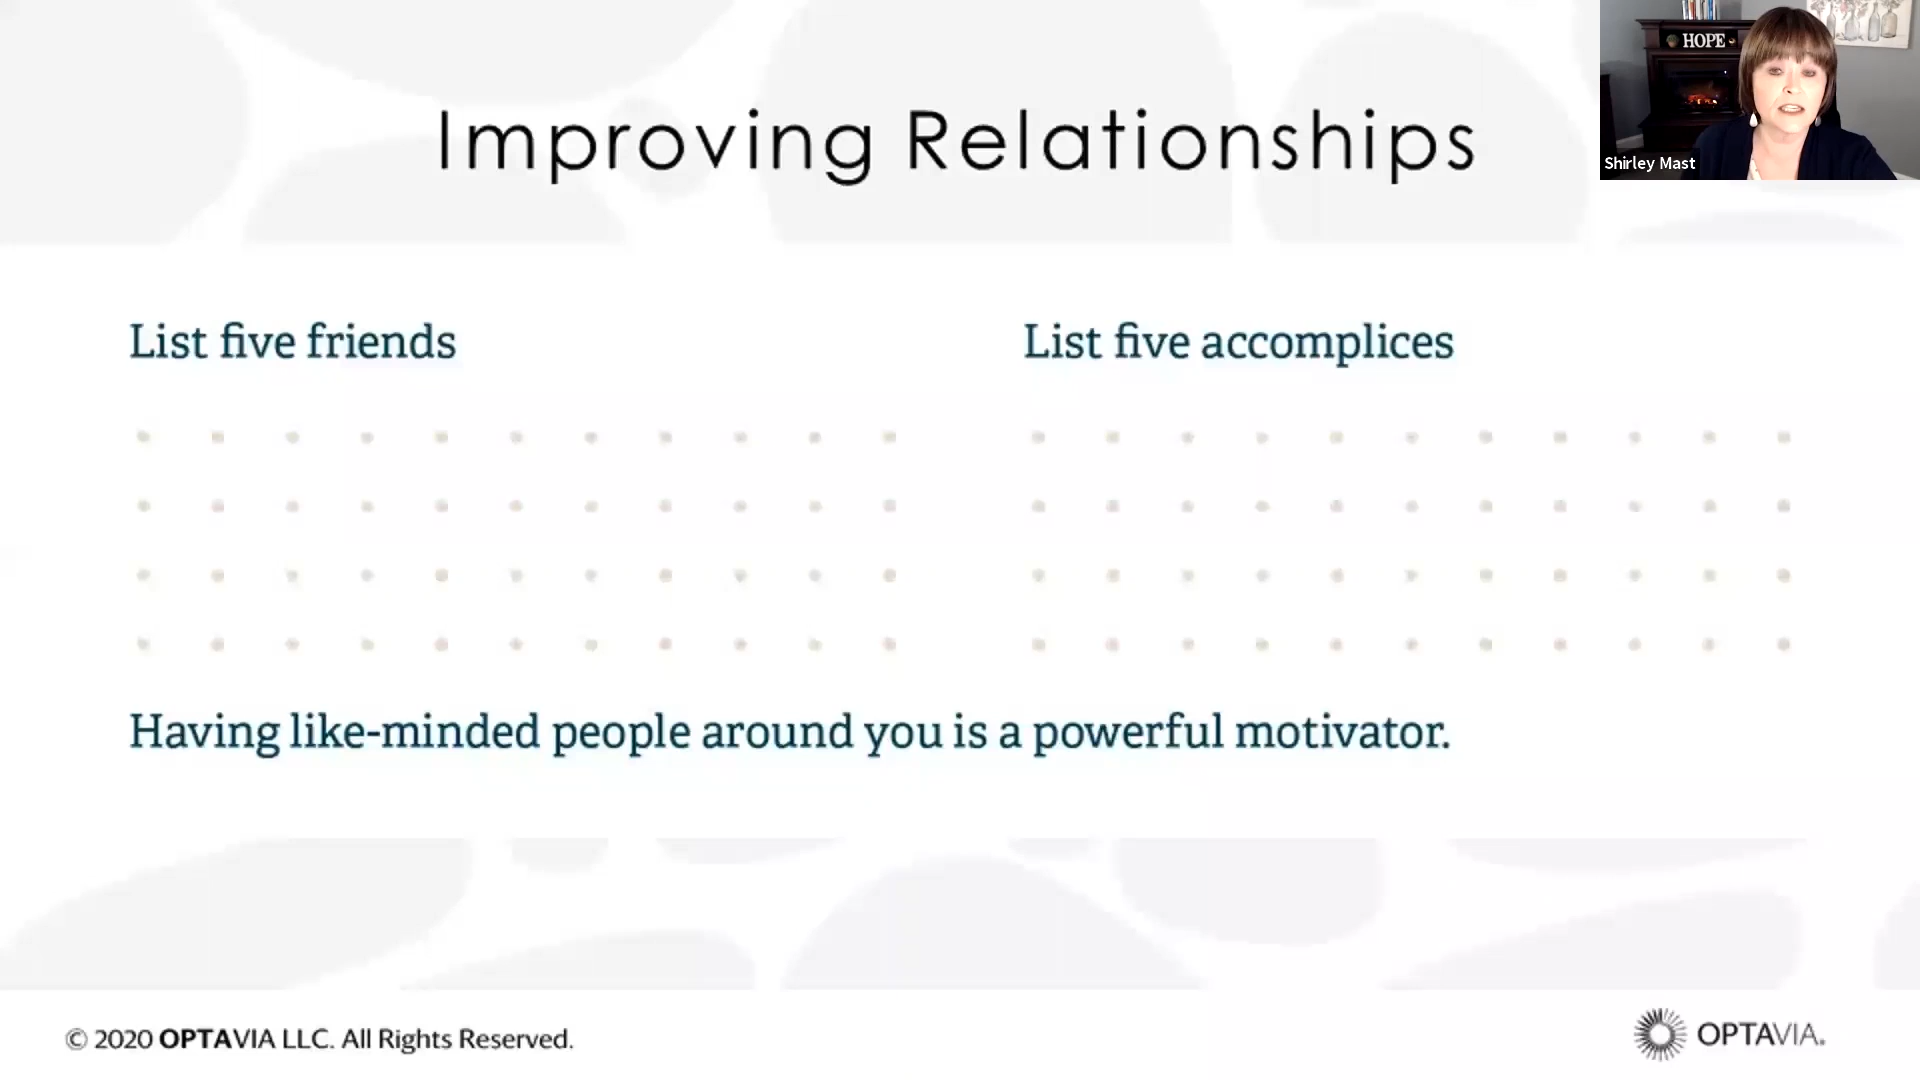 Improving Relationships
HOPE
Shirley Mast
List five friends
List five accomplices
Having like-minded people around you is a powerful motivator.
© 2020 OPTAVIA LLC. All Rights Reserved.
OPTAVIA.